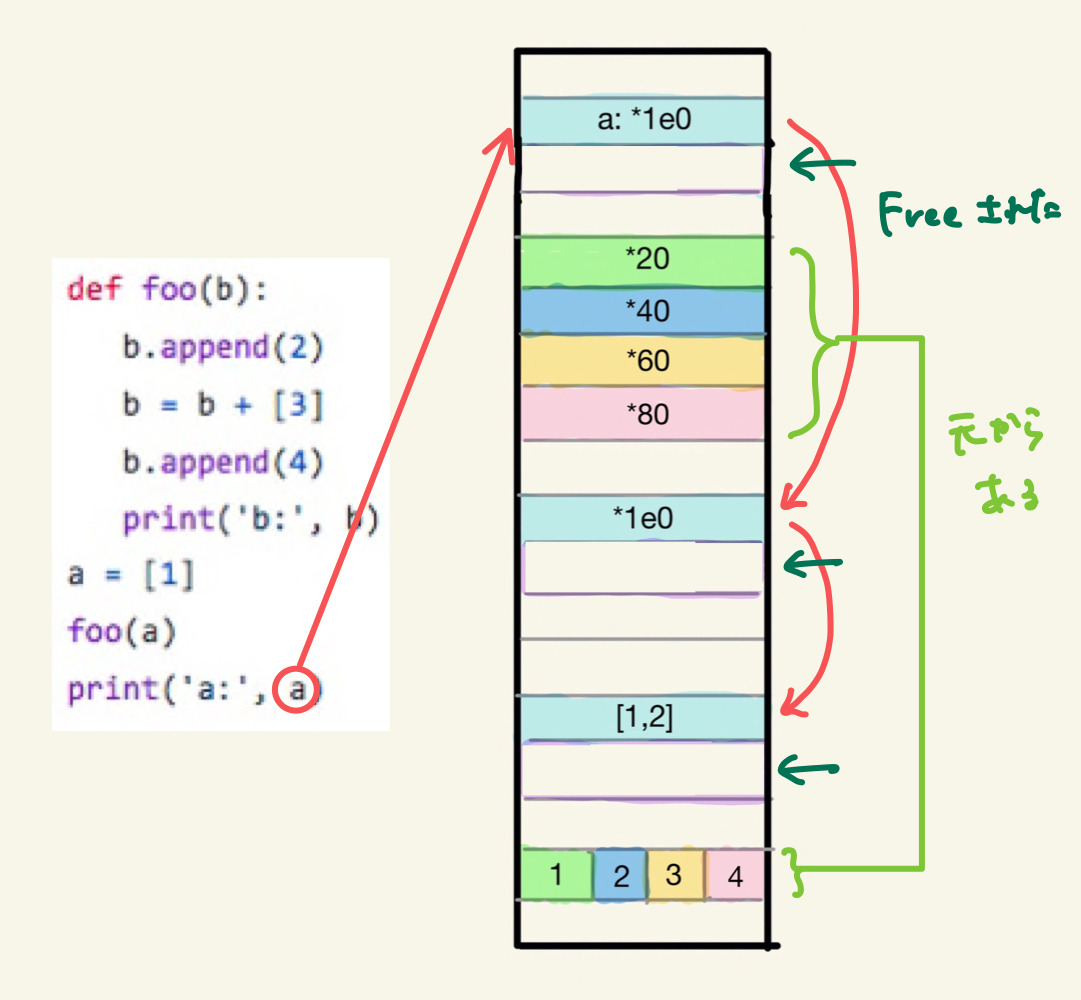 def foo(b):
b.append(2)
b = b + [3]
b.append(4)
print('b:', b)
a = [1]
foo(a)
print('a:', a)
a: *1e0
*20
*40
*60
*80
*1e0
[1,2]
1 2 3 4
Free された
元から
ある